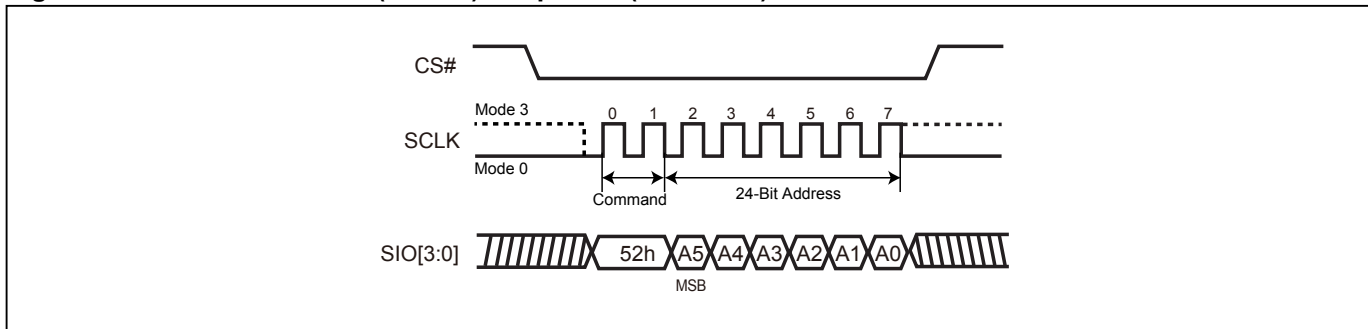 CS#
Mode 3
0 1 2 3 4 5 6 7
SCLK
Mode 0
Command
24-Bit Address
SIO[3:0]
52h A5 A4 A3 A2 A1 A0
MSB